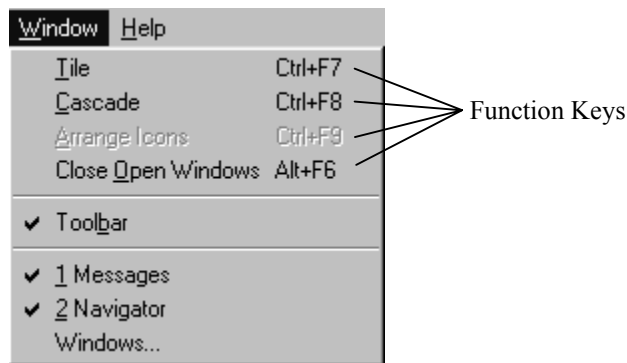 Window Help
Tile Ctrl+F7
Cascade Ctrl+F8
Arrange Icons Ctrl+F9
Close Open Windows Alt+F6
Toolbar
1 Messages
2 Navigator
Windows...
Function Keys